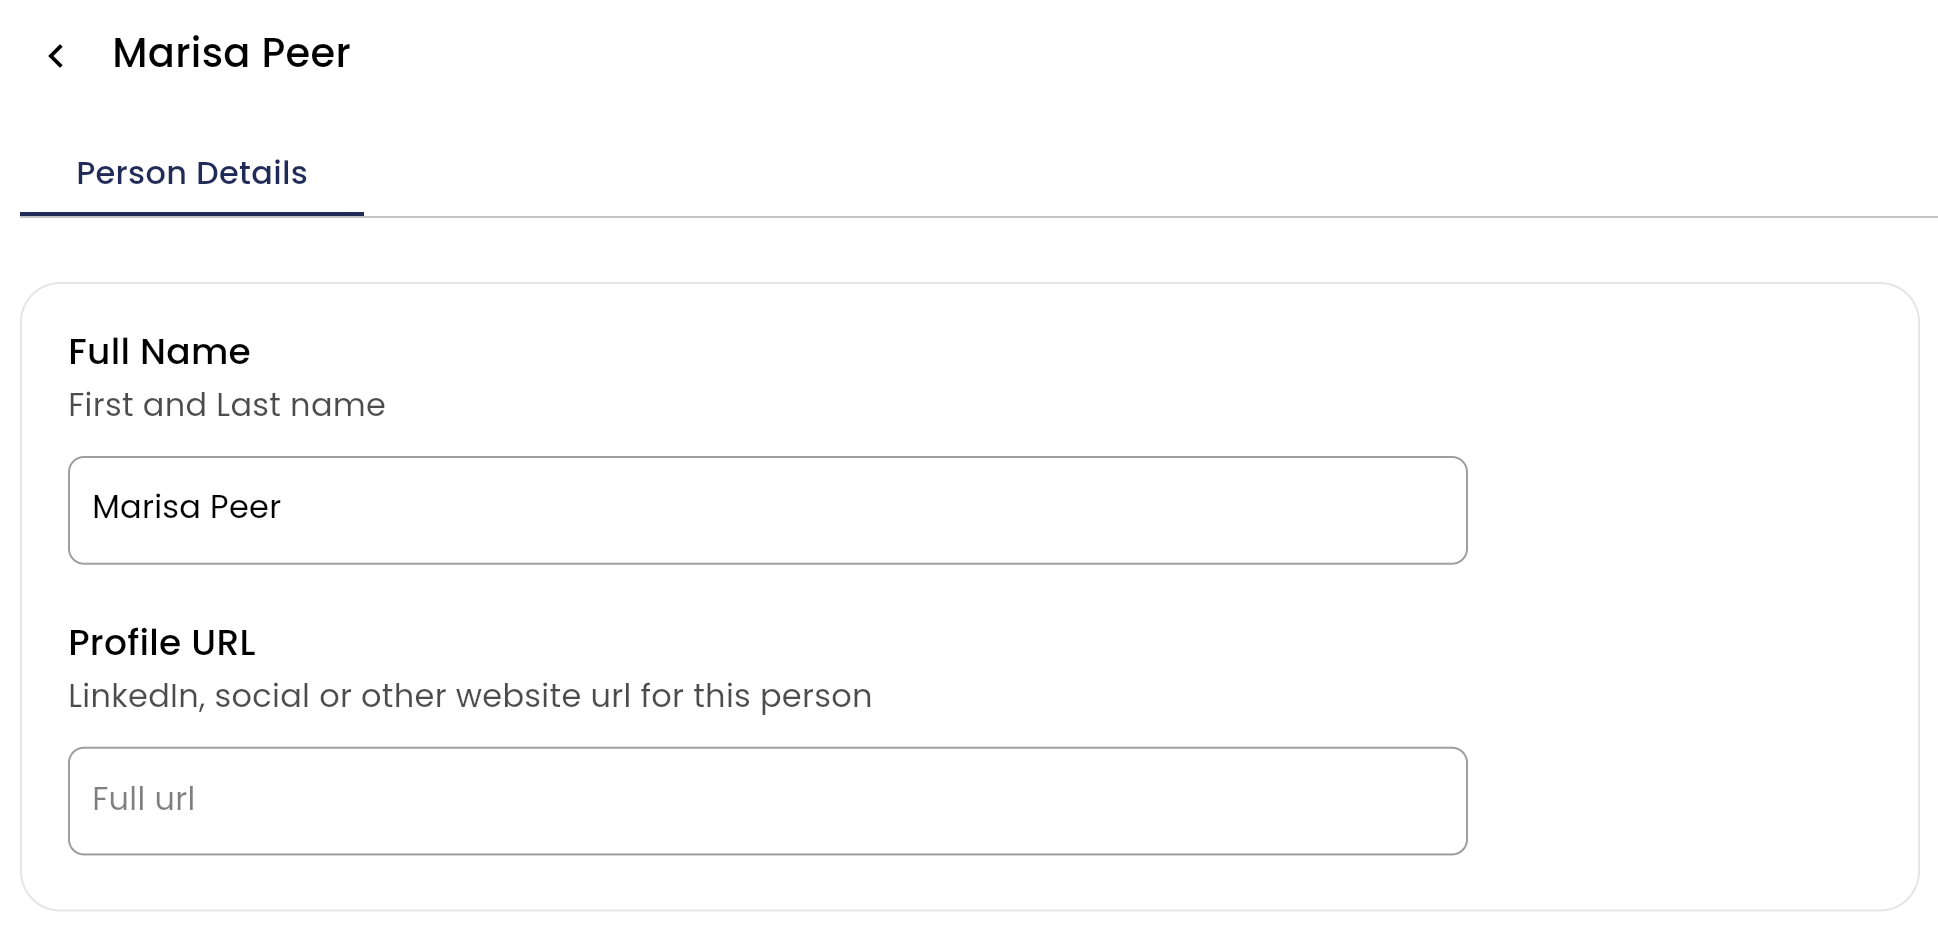 Marisa Peer
Person Details
Full Name
First and Last name
Marisa Peer
Profile URL
LinkedIn, social or other website url for this person
Full url